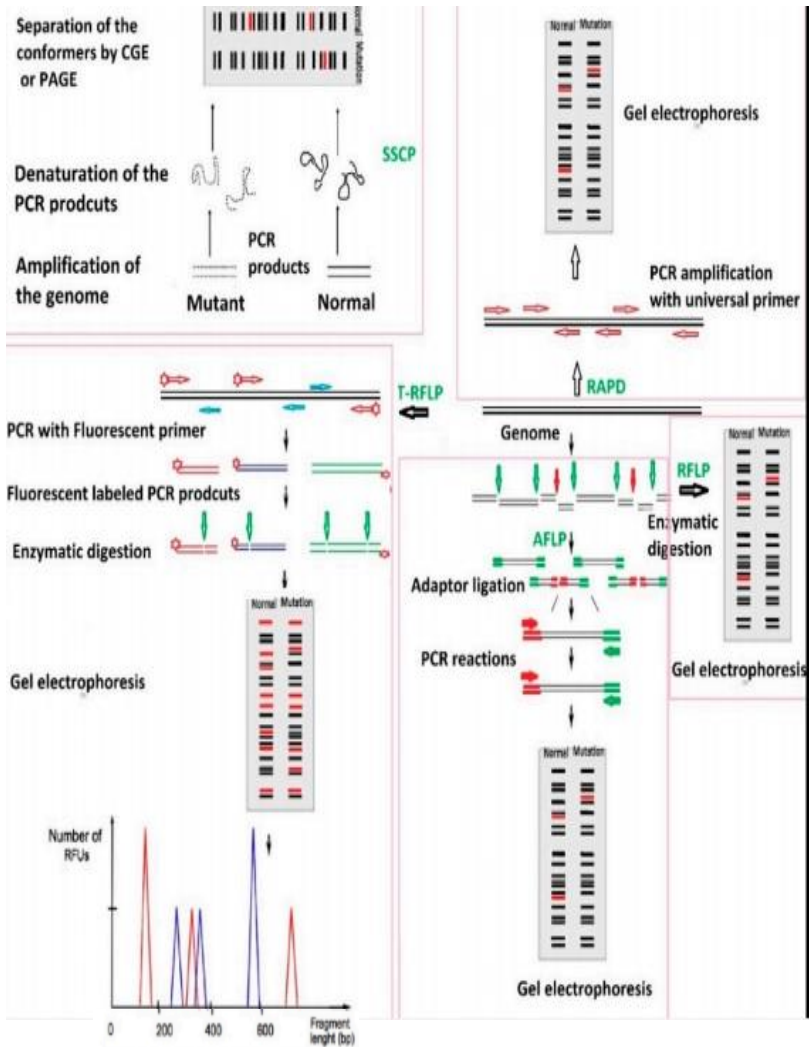 Separation of the
conformers by CGE
or PAGE
Normal
Mutation
SSCP
Denaturation of the
PCR prodcuts
PCR
products
Amplification of
the genome
Mutant
Normal
Normal Mutation
Gel electrophoresis
PCR amplification
with universal primer
RAPD
T-RFLP
Genome
PCR with Fluorescent primer
Fluorescent labeled PCR prodcuts
Enzymatic digestion
Normal Mutation
Gel electrophoresis
Number of
RFUs
0 200 400 600
Fragment
lenght (bp)
RFLP
Enzymatic
digestion
Normal Mutation
Gel electrophoresis
AFLP
Adaptor ligation
PCR reactions
Normal Mutation
Gel electrophoresis